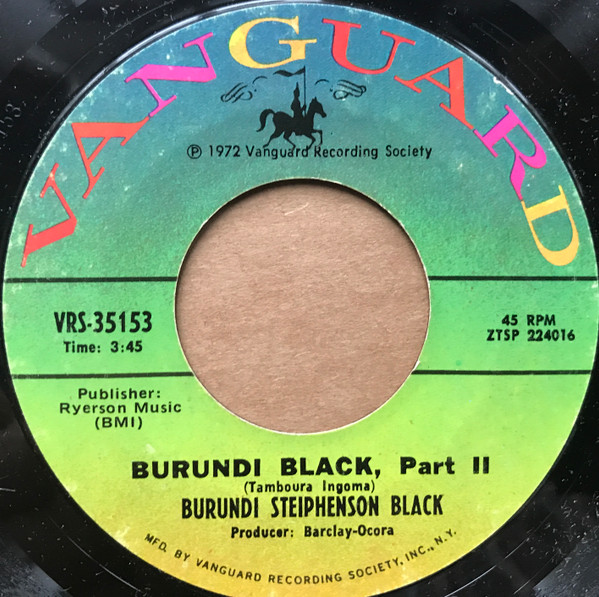 VANGUARD
℗ 1972 Vanguard Recording Society
VRS-35153
Time: 3:45
45 RPM
ZTSP 224016
Publisher:
Ryerson Music
(BMI)
BURUNDI BLACK, Part II
(Tamboura Ingoma)
BURUNDI STEIPHENSON BLACK
Producer: Barclay-Ocora
MFD. BY VANGUARD RECORDING SOCIETY, INC., N.Y.